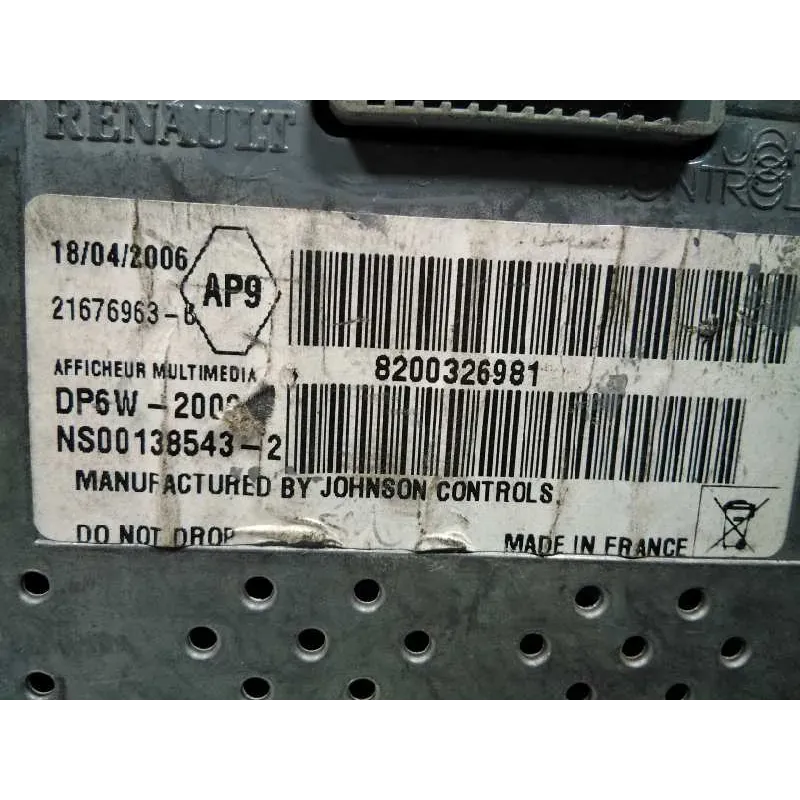 RENAULT
CONTROLS
18/04/2006
AP9
21676963-B
8200326981
AFFICHEUR MULTIMEDIA
NS00138543-2
MANUFACTURED BY JOHNSON CONTROLS
DO NOT DROP
MADE IN FRANCE